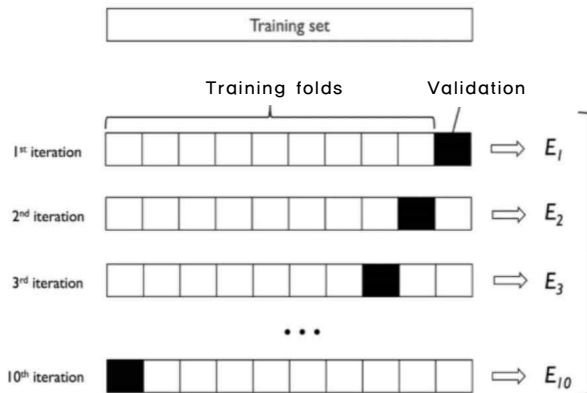 Training set
Training folds Validation
1st iteration E1
2nd iteration E2
3rd iteration E3
...
10th iteration E10